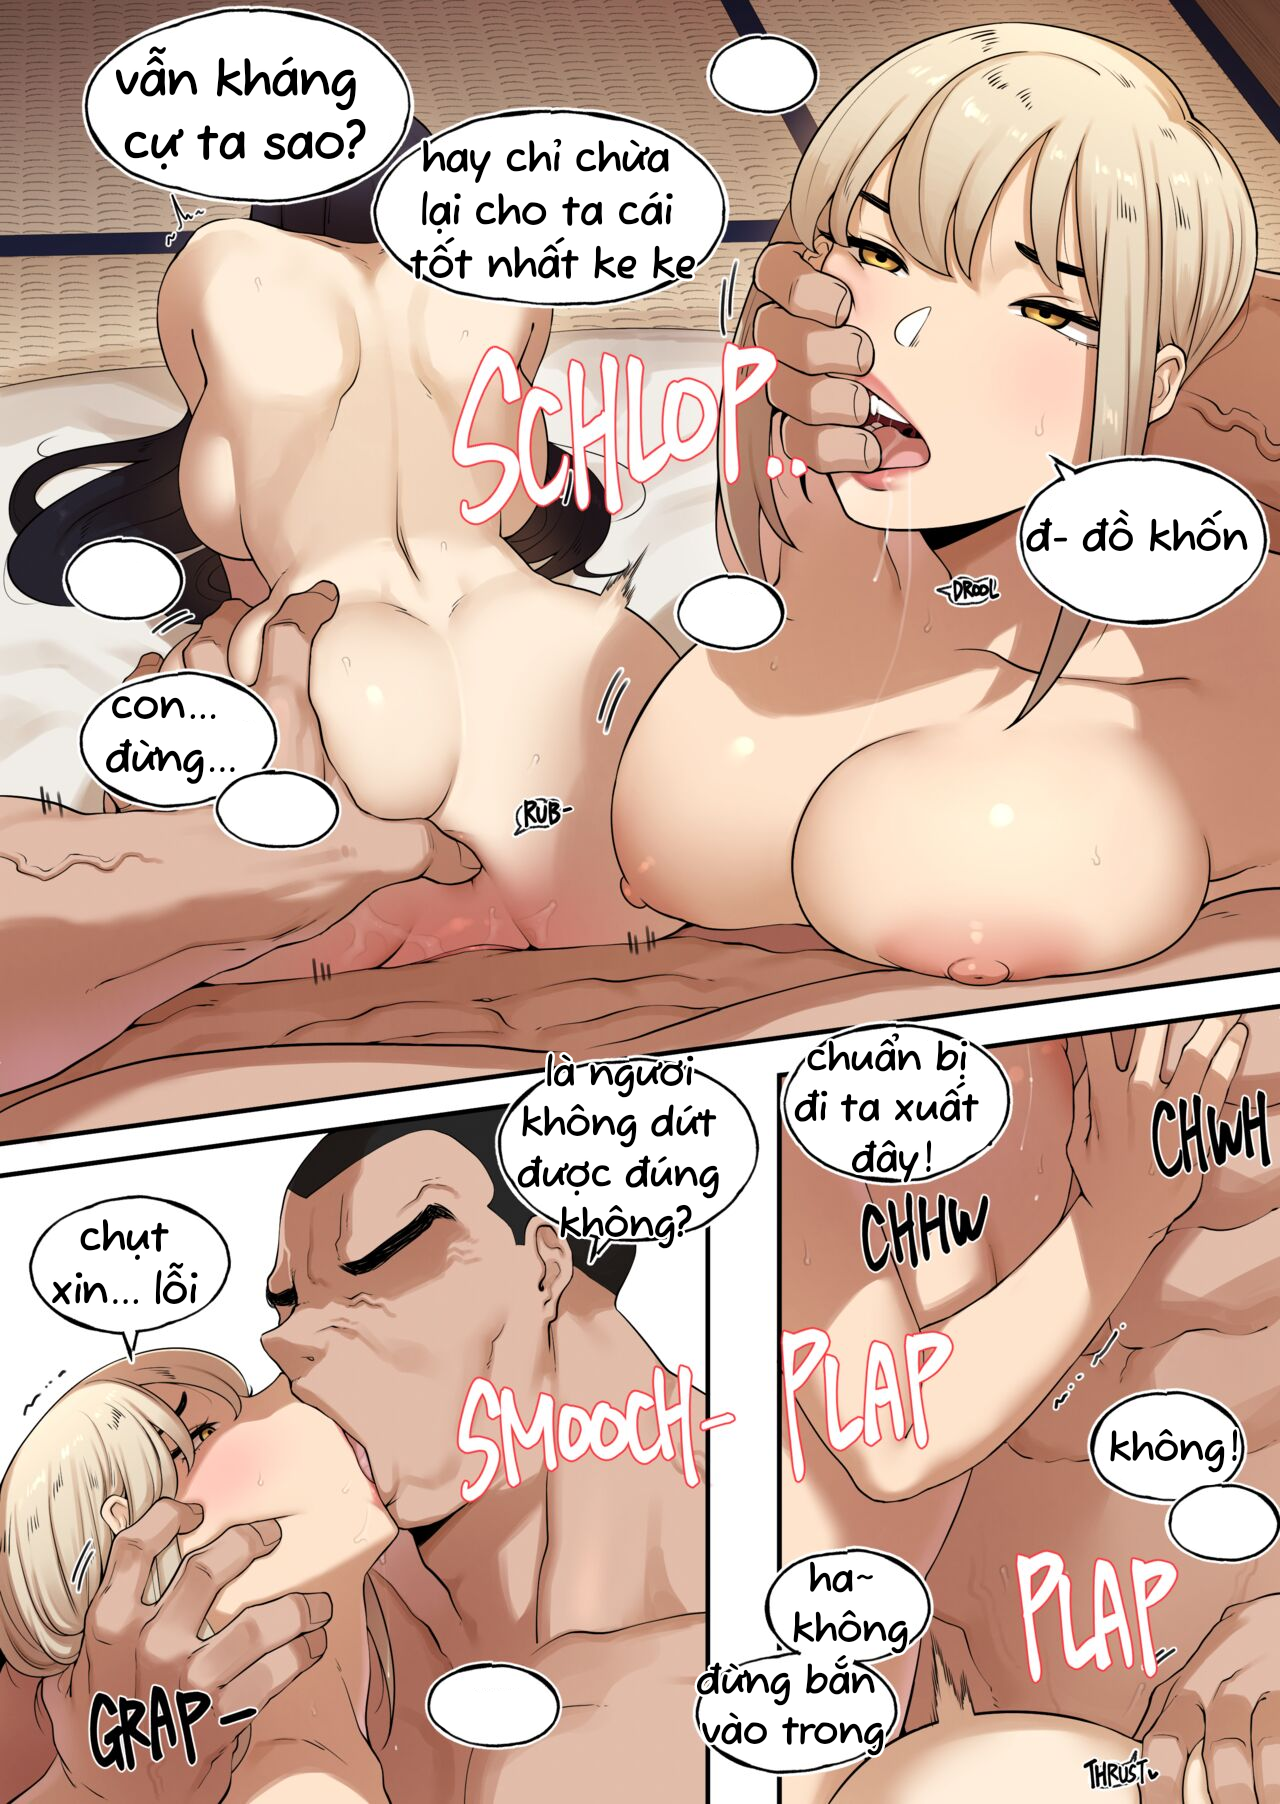 vẫn kháng
cự ta sao?
hay chỉ chừa
lại cho ta cái
tốt nhất ke ke
SCHLOP..
đ- đồ khốn
DROOL
con...
đừng...
RUB-
là ngươi
không dứt
được đúng
không?
chụt
xin... lỗi
SMOOCH-
GRAP-
chuẩn bị
đi ta xuất
đây!
CHWH
CHHW
PLAP
không!
ha~
không
đừng bắn
vào trong
PLAP
THRUST